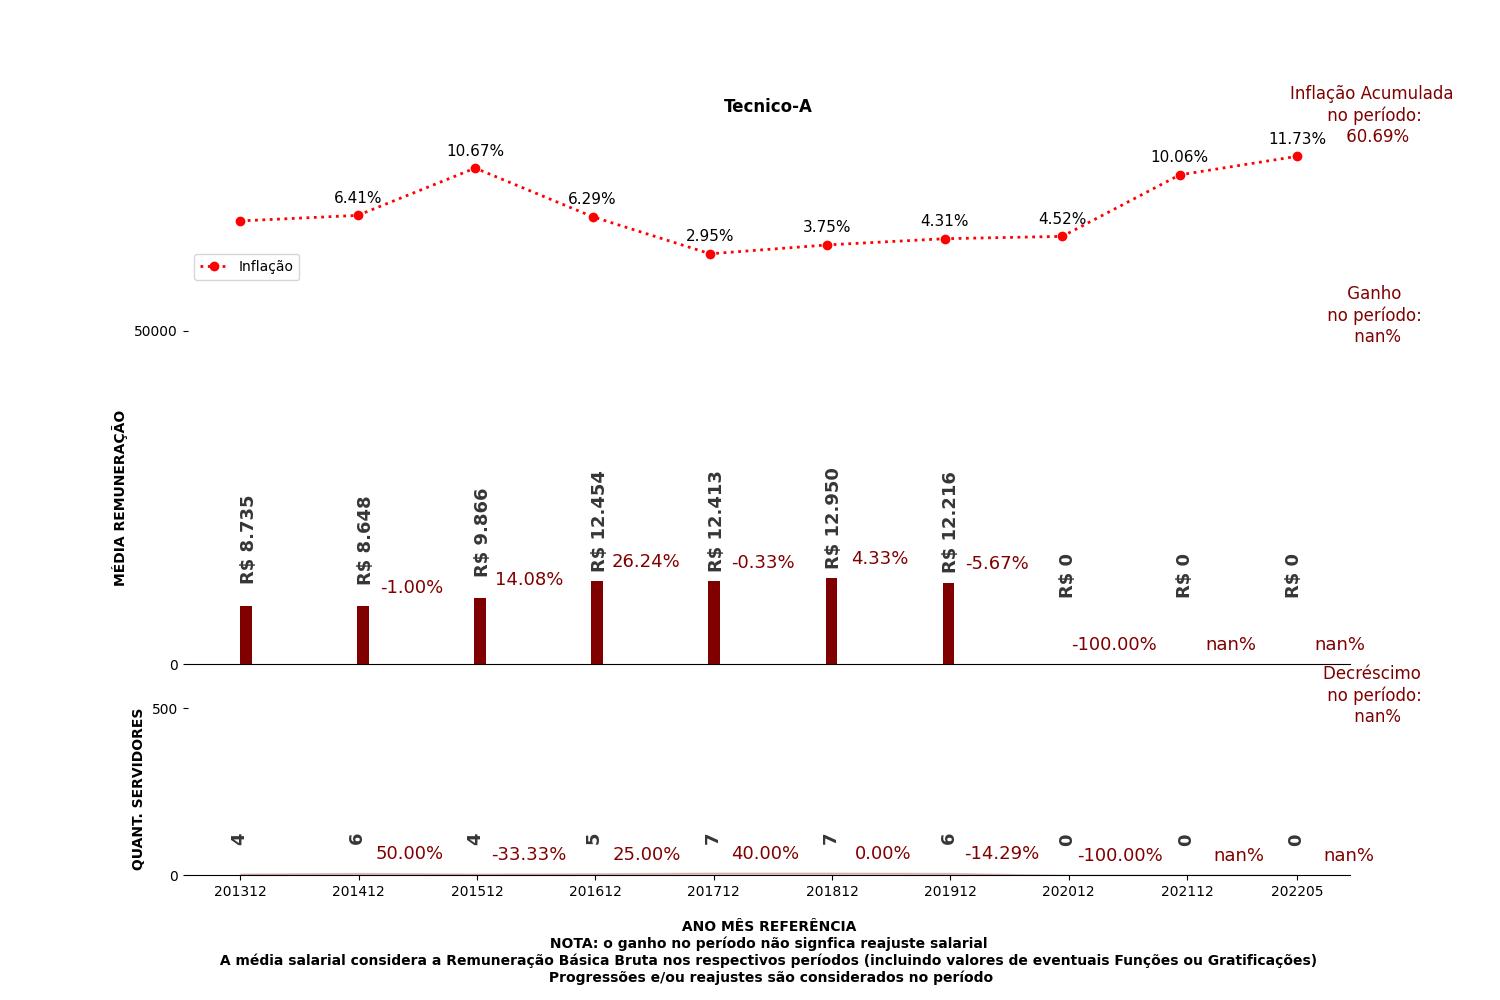 Tecnico-A
Inflação Acumulada
no período:
60.69%
6.41%
10.67%
6.29%
2.95%
3.75%
4.31%
4.52%
10.06%
11.73%
Inflação
Ganho
no período:
nan%
50000
0
MÉDIA REMUNERAÇÃO
R$ 8.735
R$ 8.648
R$ 9.866
R$ 12.454
R$ 12.413
R$ 12.950
R$ 12.216
R$ 0
R$ 0
R$ 0
-1.00%
14.08%
26.24%
-0.33%
4.33%
-5.67%
-100.00%
nan%
nan%
Decréscimo
no período:
nan%
500
0
QUANT. SERVIDORES
4
6
4
5
7
7
6
0
0
0
50.00%
-33.33%
25.00%
40.00%
0.00%
-14.29%
-100.00%
nan%
nan%
201312
201412
201512
201612
201712
201812
201912
202012
202112
202205
ANO MÊS REFERÊNCIA
NOTA: o ganho no período não signfica reajuste salarial
A média salarial considera a Remuneração Básica Bruta nos respectivos períodos (incluindo valores de eventuais Funções ou Gratificações)
Progressões e/ou reajustes são considerados no período